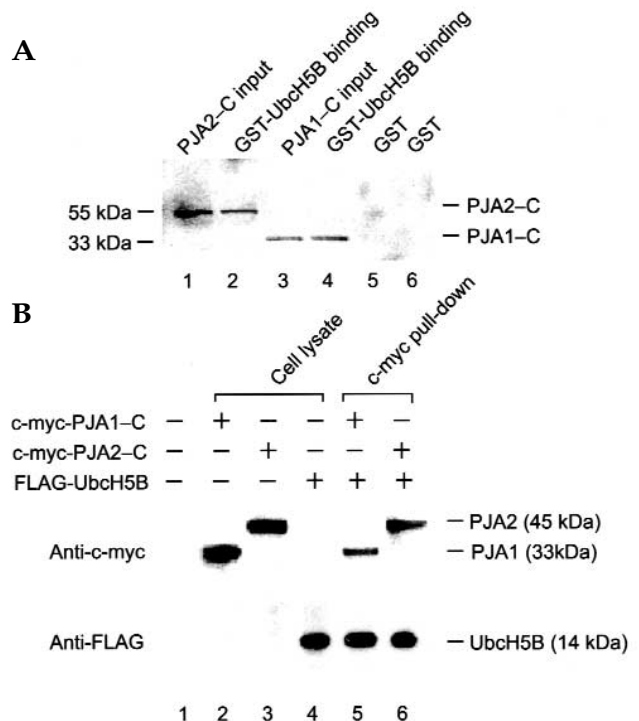 A
PJA2–C input
GST-UbcH5B binding
PJA1–C input
GST-UbcH5B binding
GST
GST
55 kDa – – PJA2–C
33 kDa – – PJA1–C
1 2 3 4 5 6
B
Cell lysate
c-myc pull-down
c-myc-PJA1–C – + – – + –
c-myc-PJA2–C – – + – – +
FLAG-UbcH5B – – – + + +
– PJA2 (45 kDa)
Anti-c-myc – PJA1 (33kDa)
Anti-FLAG – UbcH5B (14 kDa)
1 2 3 4 5 6